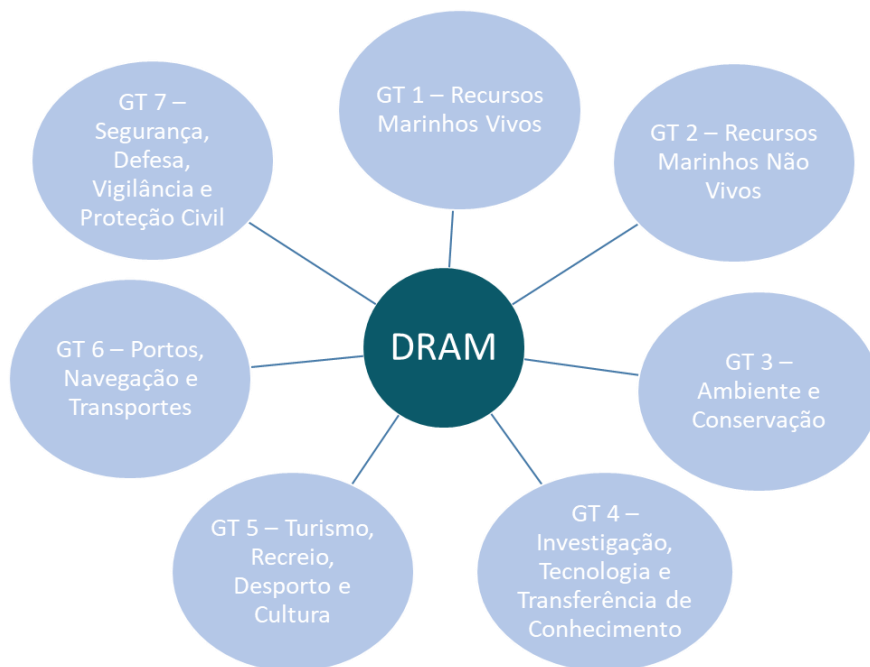 GT 1 – Recursos
Marinhos Vivos
GT 2 – Recursos
Marinhos Não
Vivos
GT 3 –
Ambiente e
Conservação
GT 4 –
Investigação,
Tecnologia e
Transferência de
Conhecimento
GT 5 – Turismo,
Recreio,
Desporto e
Cultura
GT 6 – Portos,
Navegação e
Transportes
GT 7 –
Segurança,
Defesa,
Vigilância e
Proteção Civil
DRAM